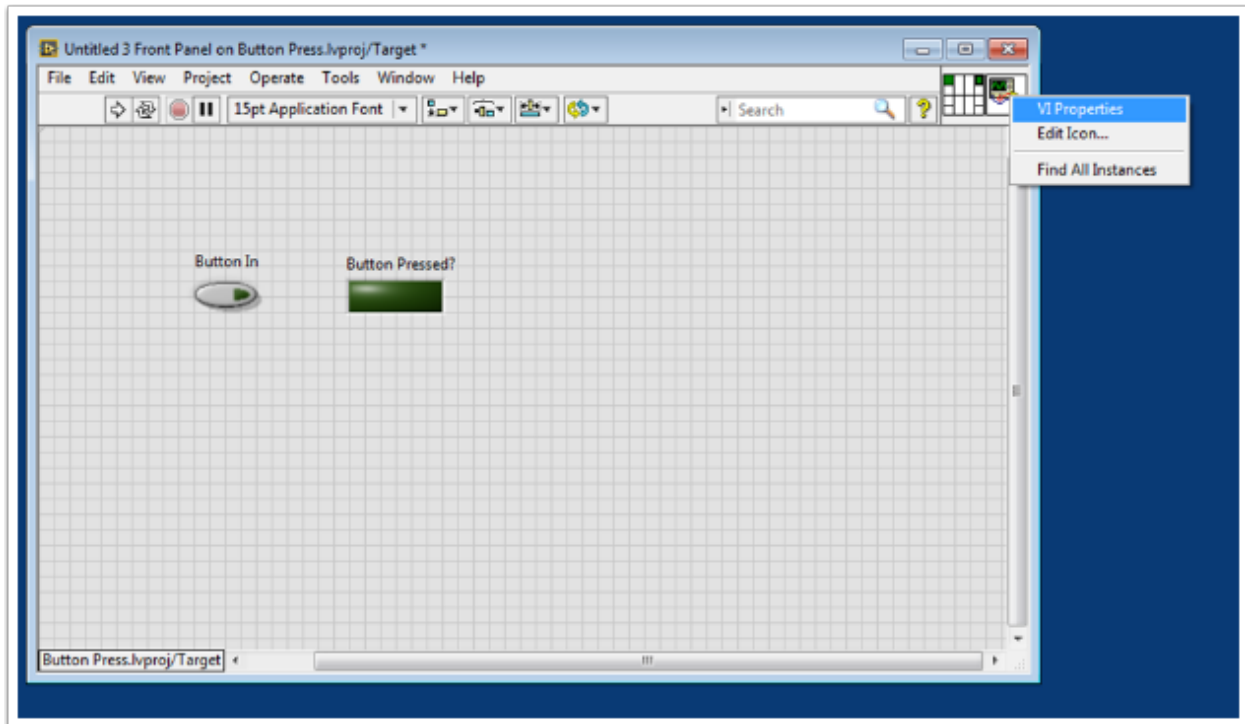 Untitled 3 Front Panel on Button Press.lvproj/Target *
File Edit View Project Operate Tools Window Help
15pt Application Font Search ?
VI Properties
Edit Icon...
Find All Instances
Button In Button Pressed?
Button Press.lvproj/Target